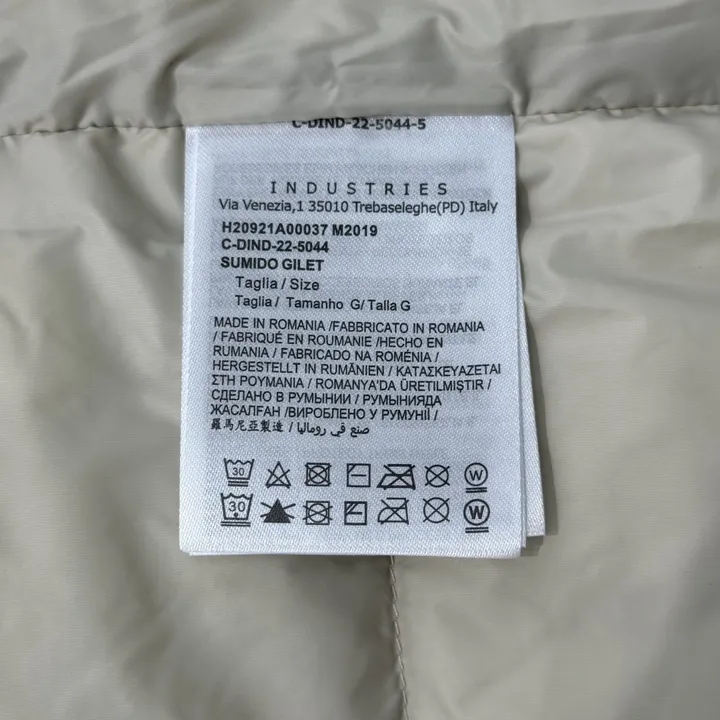 C-DIND-22-5044-5
INDUSTRIES
Via Venezia,1 35010 Trebaseleghe(PD) Italy
H20921A00037 M2019
C-DIND-22-5044
SUMIDO GILET
Taglia / Size
Taglia / Tamanho G/ Talla G
MADE IN ROMANIA /FABBRICATO IN ROMANIA
/ FABRIQUÉ EN ROUMANIE /HECHO EN
RUMANIA / FABRICADO NA ROMÉNIA /
HERGESTELLT IN RUMÄNIEN / ΚΑΤΑΣΚΕΥΑΖΕΤΑΙ
ΣΤΗ ΡΟΥΜΑΝΙΑ / ROMANYA'DA ÜRETILMIŞTIR /
СДЕЛАНО В РУМЫНИИ / РУМЫНИЯДА
ЖАСАЛҒАН /ВИРОБЛЕНО У РУМУНІЇ /
羅馬尼亞製造 / صنع في رومانيا /
30 W
30 W